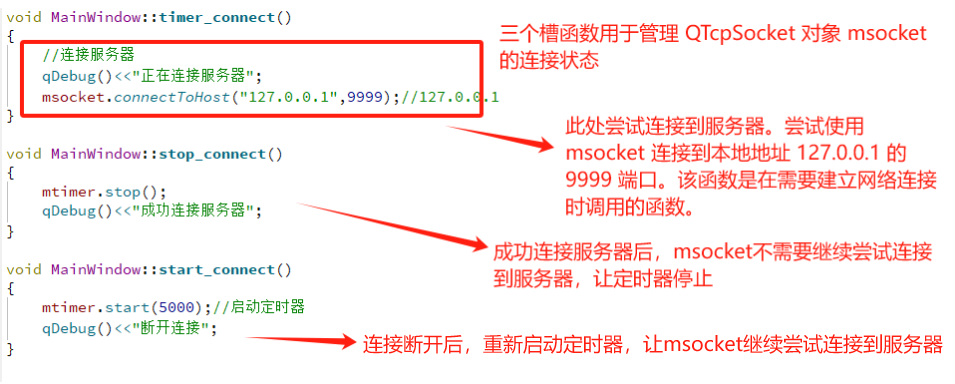 void MainWindow::timer_connect()
{
//连接服务器
qDebug()<<"正在连接服务器";
msocket.connectToHost("127.0.0.1",9999);//127.0.0.1
}
三个槽函数用于管理 QTcpSocket 对象 msocket
的连接状态
此处尝试连接到服务器。尝试使用
msocket 连接到本地地址 127.0.0.1 的
9999 端口。该函数是在需要建立网络连接
时调用的函数。
void MainWindow::stop_connect()
{
mtimer.stop();
qDebug()<<"成功连接服务器";
}
成功连接服务器后，msocket不需要继续尝试连接
到服务器，让定时器停止
void MainWindow::start_connect()
{
mtimer.start(5000);//启动定时器
qDebug()<<"断开连接";
}
连接断开后，重新启动定时器，让msocket继续尝试连接到服务器